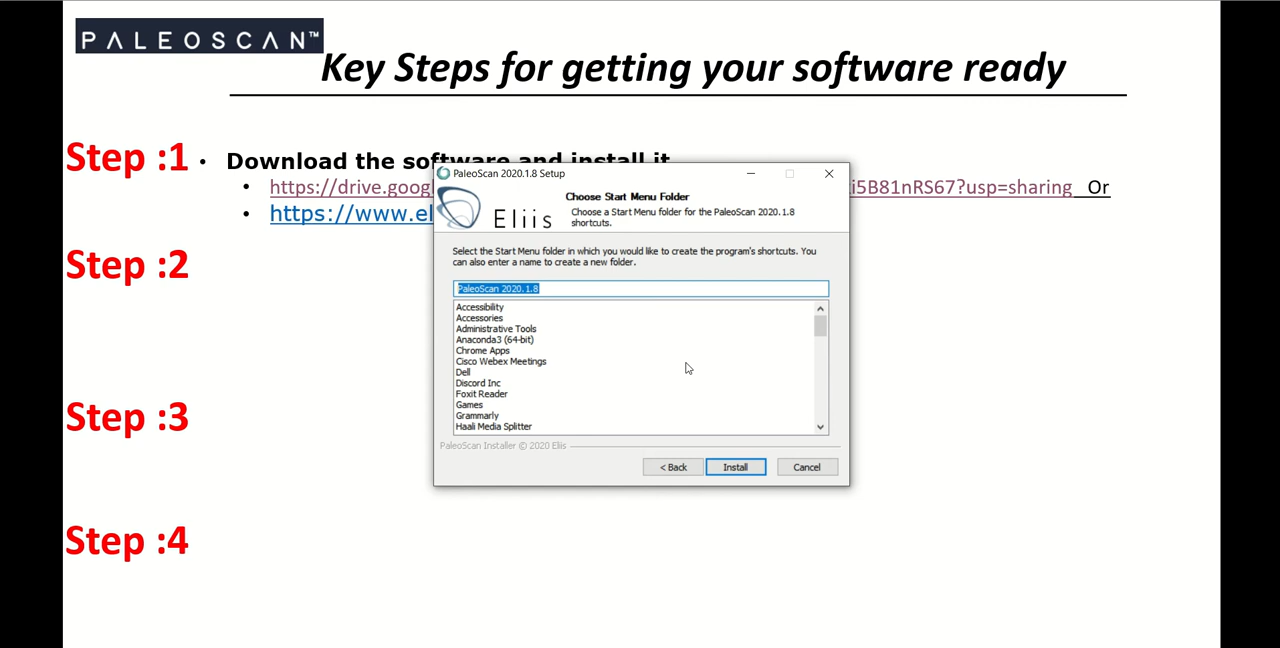 PALEOSCAN™
Key Steps for getting your software ready
Step :1
• Download the software and install it
• https://drive.goog
i5B81nRS67?usp=sharing Or
• https://www.el
PaleoScan 2020.1.8 Setup
Eliis
Choose Start Menu Folder
Choose a Start Menu folder for the PaleoScan 2020.1.8
shortcuts.
Select the Start Menu folder in which you would like to create the program's shortcuts. You
can also enter a name to create a new folder.
PaleoScan 2020.1.8
Accessibility
Accessories
Administrative Tools
Anaconda3 (64-bit)
Chrome Apps
Cisco Webex Meetings
Dell
Discord Inc
Foxit Reader
Games
Grammarly
Haali Media Splitter
PaleoScan Installer © 2020 Eliis
< Back
Install
Cancel
Step :2
Step :3
Step :4